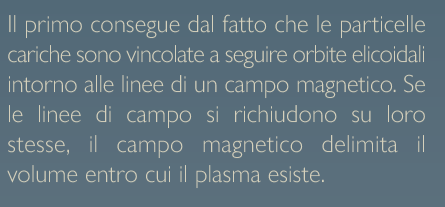 Il primo consegue dal fatto che le particelle
cariche sono vincolate a seguire orbite elicoidali
intorno alle linee di un campo magnetico. Se
le linee di campo si richiudono su loro
stesse, il campo magnetico delimita il
volume entro cui il plasma esiste.